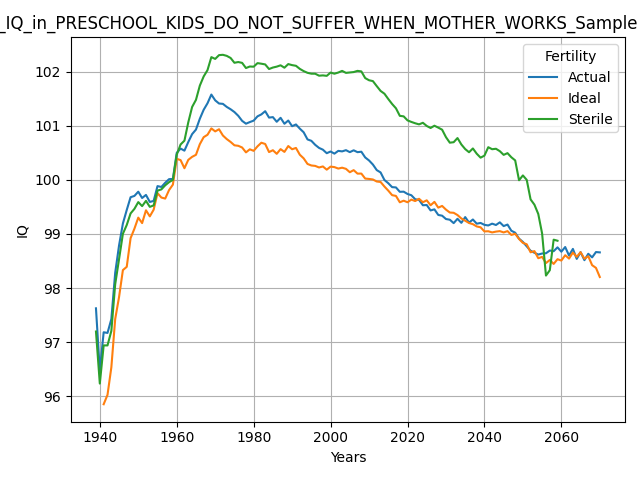 _IQ_in_PRESCHOOL_KIDS_DO_NOT_SUFFER_WHEN_MOTHER_WORKS_Sample
Fertility
Actual
Ideal
Sterile
IQ
102
101
100
99
98
97
96
1940 1960 1980 2000 2020 2040 2060
Years